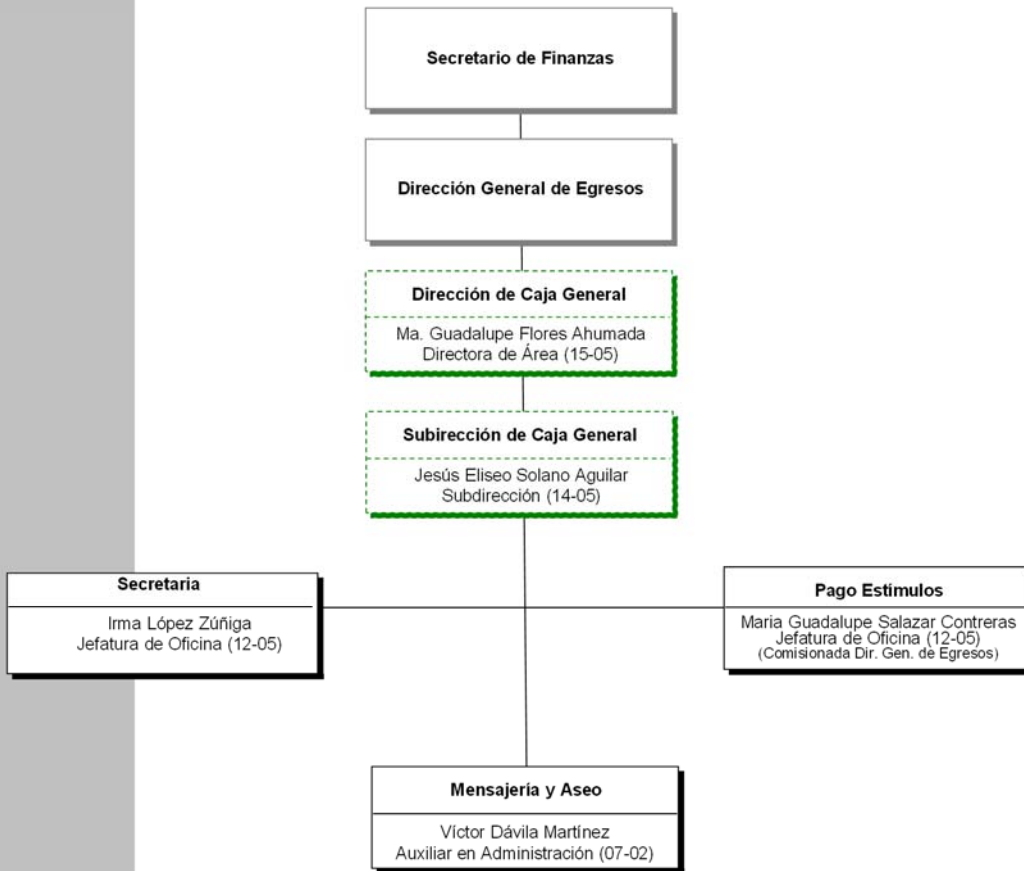 Secretario de Finanzas
Dirección General de Egresos
Dirección de Caja General
Ma. Guadalupe Flores Ahumada
Directora de Área (15-05)
Subirección de Caja General
Jesús Eliseo Solano Aguilar
Subdirección (14-05)
Secretaria
Irma López Zúñiga
Jefatura de Oficina (12-05)
Pago Estímulos
Maria Guadalupe Salazar Contreras
Jefatura de Oficina (12-05)
(Comisionada Dir. Gen. de Egresos)
Mensajería y Aseo
Víctor Dávila Martínez
Auxiliar en Administración (07-02)